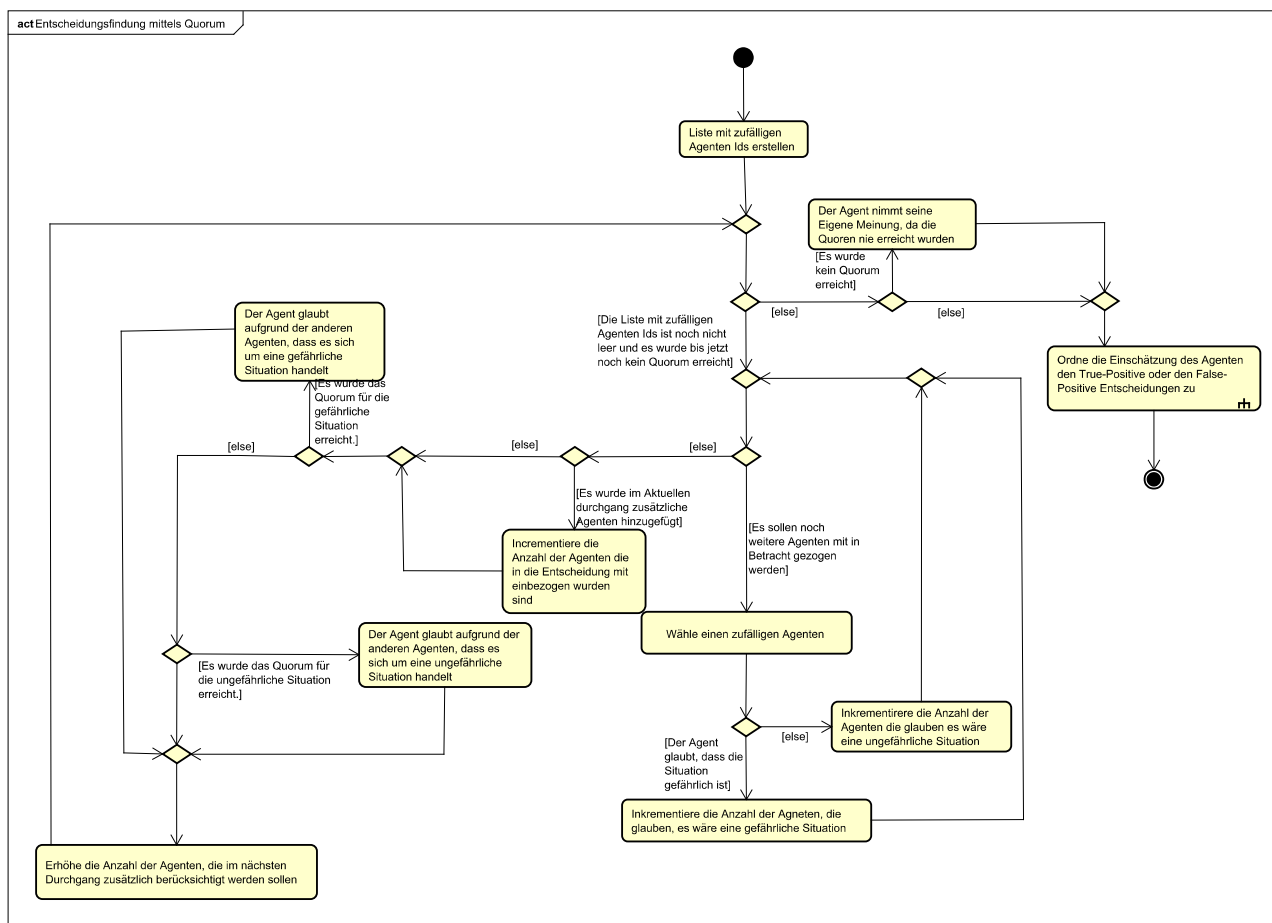 act Entscheidungsfindung mittels Quorum
Liste mit zufälligen
Agenten Ids erstellen
Der Agent nimmt seine
Eigene Meinung, da die
Quoren nie erreicht wurden
[Es wurde
kein Quorum
erreicht]
[else]
[else]
[Die Liste mit zufälligen
Agenten Ids ist noch nicht
leer und es wurde bis jetzt
noch kein Quorum erreicht]
Ordne die Einschätzung des Agenten
den True-Positive oder den False-
Positive Entscheidungen zu
Der Agent glaubt
aufgrund der anderen
Agenten, dass es sich
um eine gefährliche
Situation handelt
[Es wurde das
Quorum für die
gefährliche
Situation
erreicht.]
[else]
[else]
[else]
[Es wurde im Aktuellen
durchgang zusätzliche
Agenten hinzugefügt]
Incrementiere die
Anzahl der Agenten die
in die Entscheidung mit
einbezogen wurden
sind
[Es sollen noch
weitere Agenten mit in
Betracht gezogen
werden]
Wähle einen zufälligen Agenten
Der Agent glaubt aufgrund der
anderen Agenten, dass es
sich um eine ungefährliche
Situation handelt
[Es wurde das Quorum für
die ungefährliche Situation
erreicht.]
Inkrementirere die Anzahl der
Agenten die glauben es wäre
eine ungefährliche Situation
[else]
[Der Agent
glaubt, dass die
Situation
gefährlich ist]
Inkrementiere die Anzahl der Agneten, die
glauben, es wäre eine gefährliche Situation
Erhöhe die Anzahl der Agenten, die im nächsten
Durchgang zusätzlich berücksichtigt werden sollen